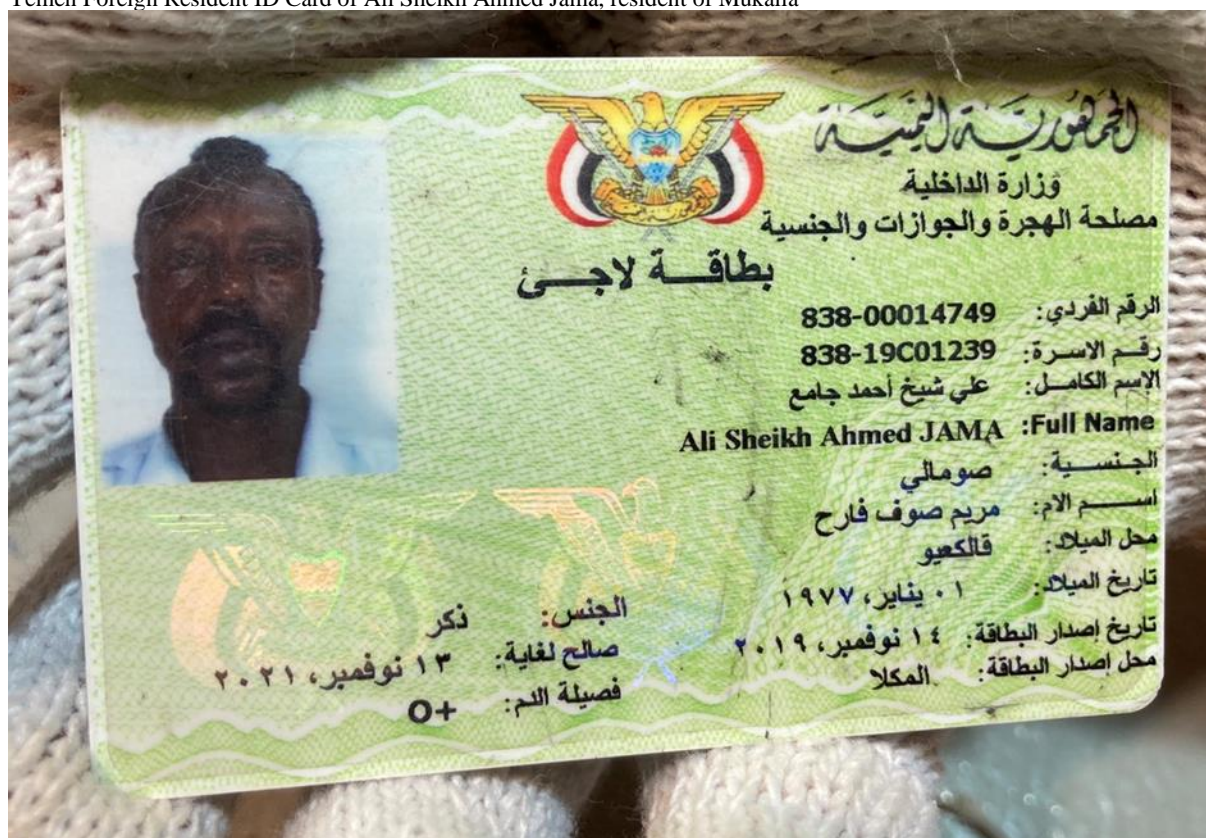 Yemen Foreign Resident ID Card of Ali Sheikh Ahmed Jama, resident of Mukalla
الجمهورية اليمنية
وزارة الداخلية
مصلحة الهجرة والجوازات والجنسية
بطاقة لاجئ
الرقم الفردي: 838-00014749
رقم الاسرة: 838-19C01239
الإسم الكامل: علي شيخ أحمد جامع
Ali Sheikh Ahmed JAMA :Full Name
الجنسية: صومالي
اسم الام: مريم صوف فارح
محل الميلاد: قالكعيو
تاريخ الميلاد: ٠١ يناير، ١٩٧٧
الجنس: ذكر
تاريخ إصدار البطاقة: ١٤ نوفمبر، ٢٠١٩
صالح لغاية: ١٣ نوفمبر، ٢٠٢١
محل إصدار البطاقة: المكلا
فصيلة الدم: O+